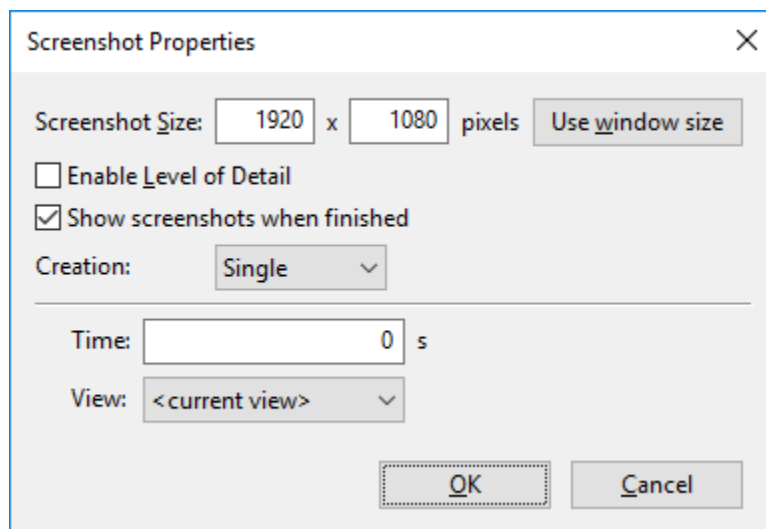 Screenshot Properties
Screenshot Size: 1920 x 1080 pixels Use window size
Enable Level of Detail
Show screenshots when finished
Creation: Single
Time: 0 s
View: <current view>
OK Cancel